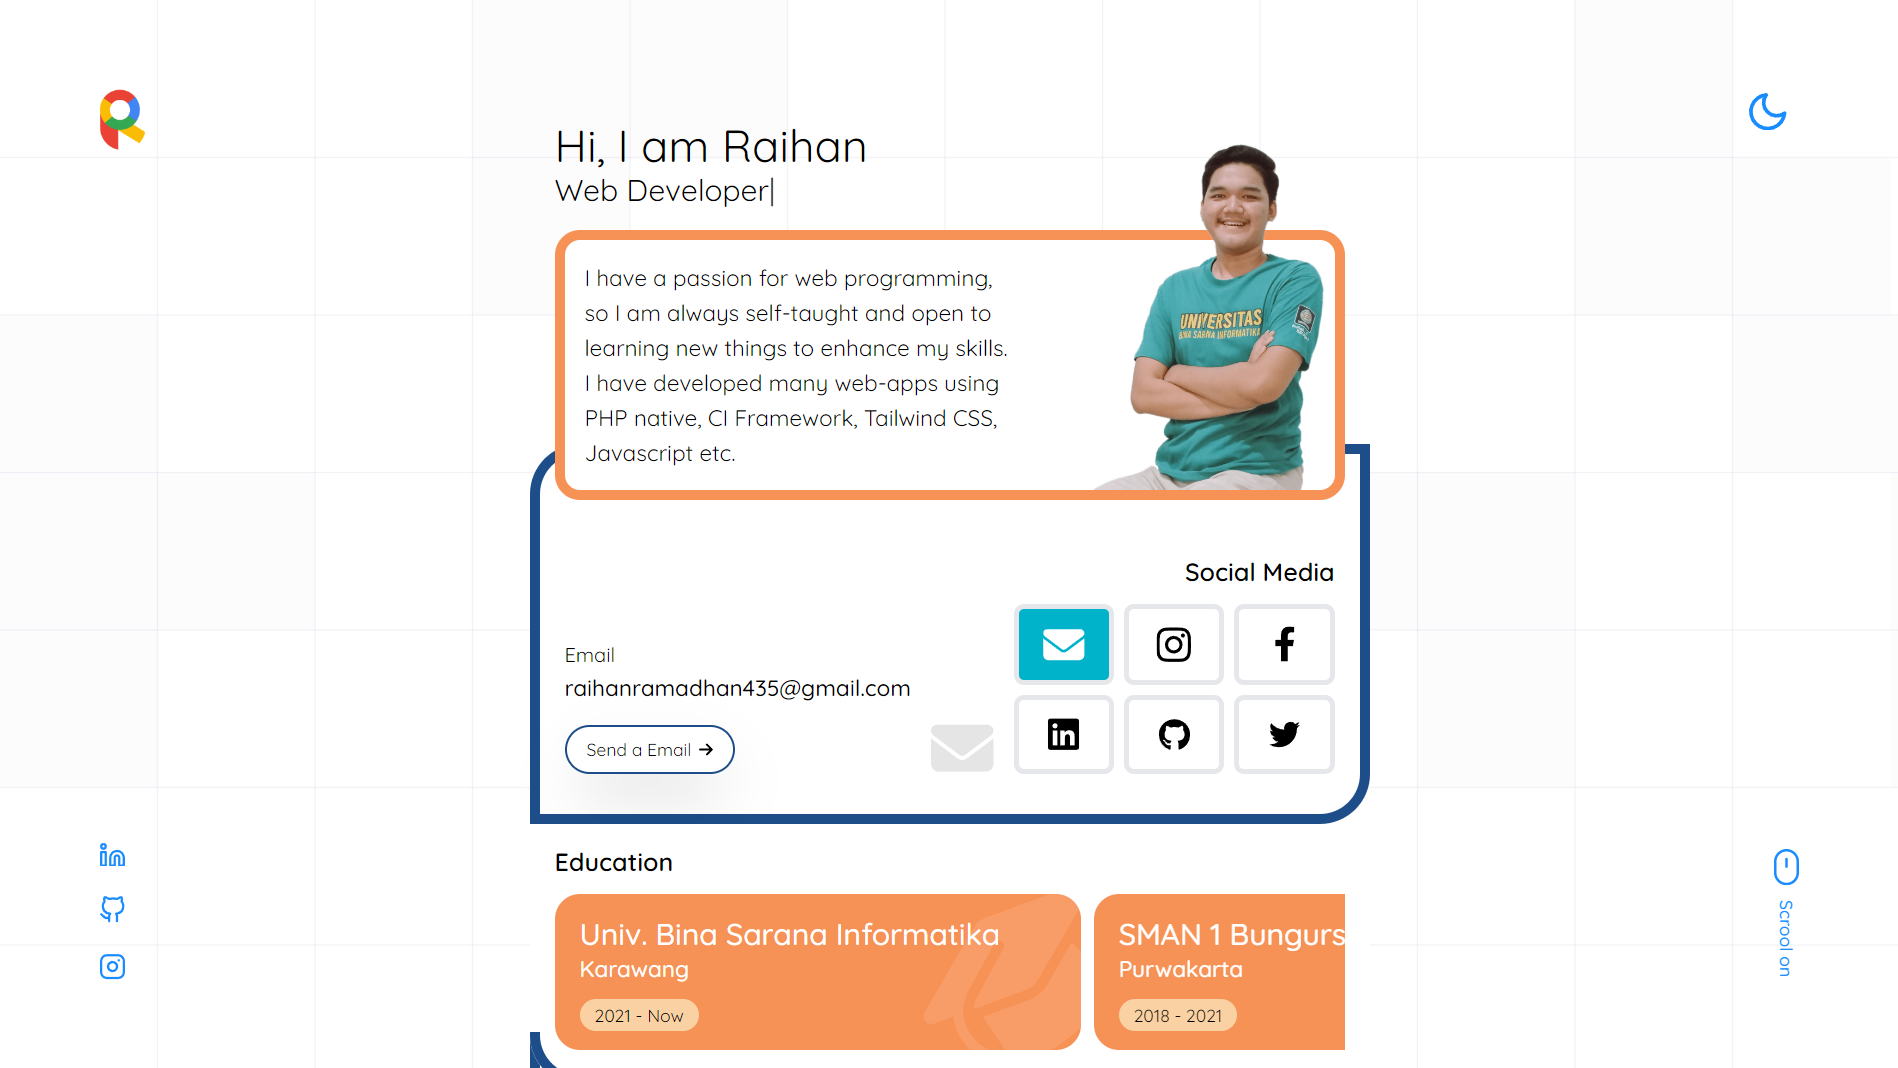 Hi, I am Raihan
Web Developer|
I have a passion for web programming,
so I am always self-taught and open to
learning new things to enhance my skills.
I have developed many web-apps using
PHP native, CI Framework, Tailwind CSS,
Javascript etc.
UNIVERSITAS
BINA SARANA INFORMATIKA
Social Media
Email
raihanramadhan435@gmail.com
Send a Email →
Education
Univ. Bina Sarana Informatika
Karawang
2021 - Now
SMAN 1 Bungurs
Purwakarta
2018 - 2021
Scrool on